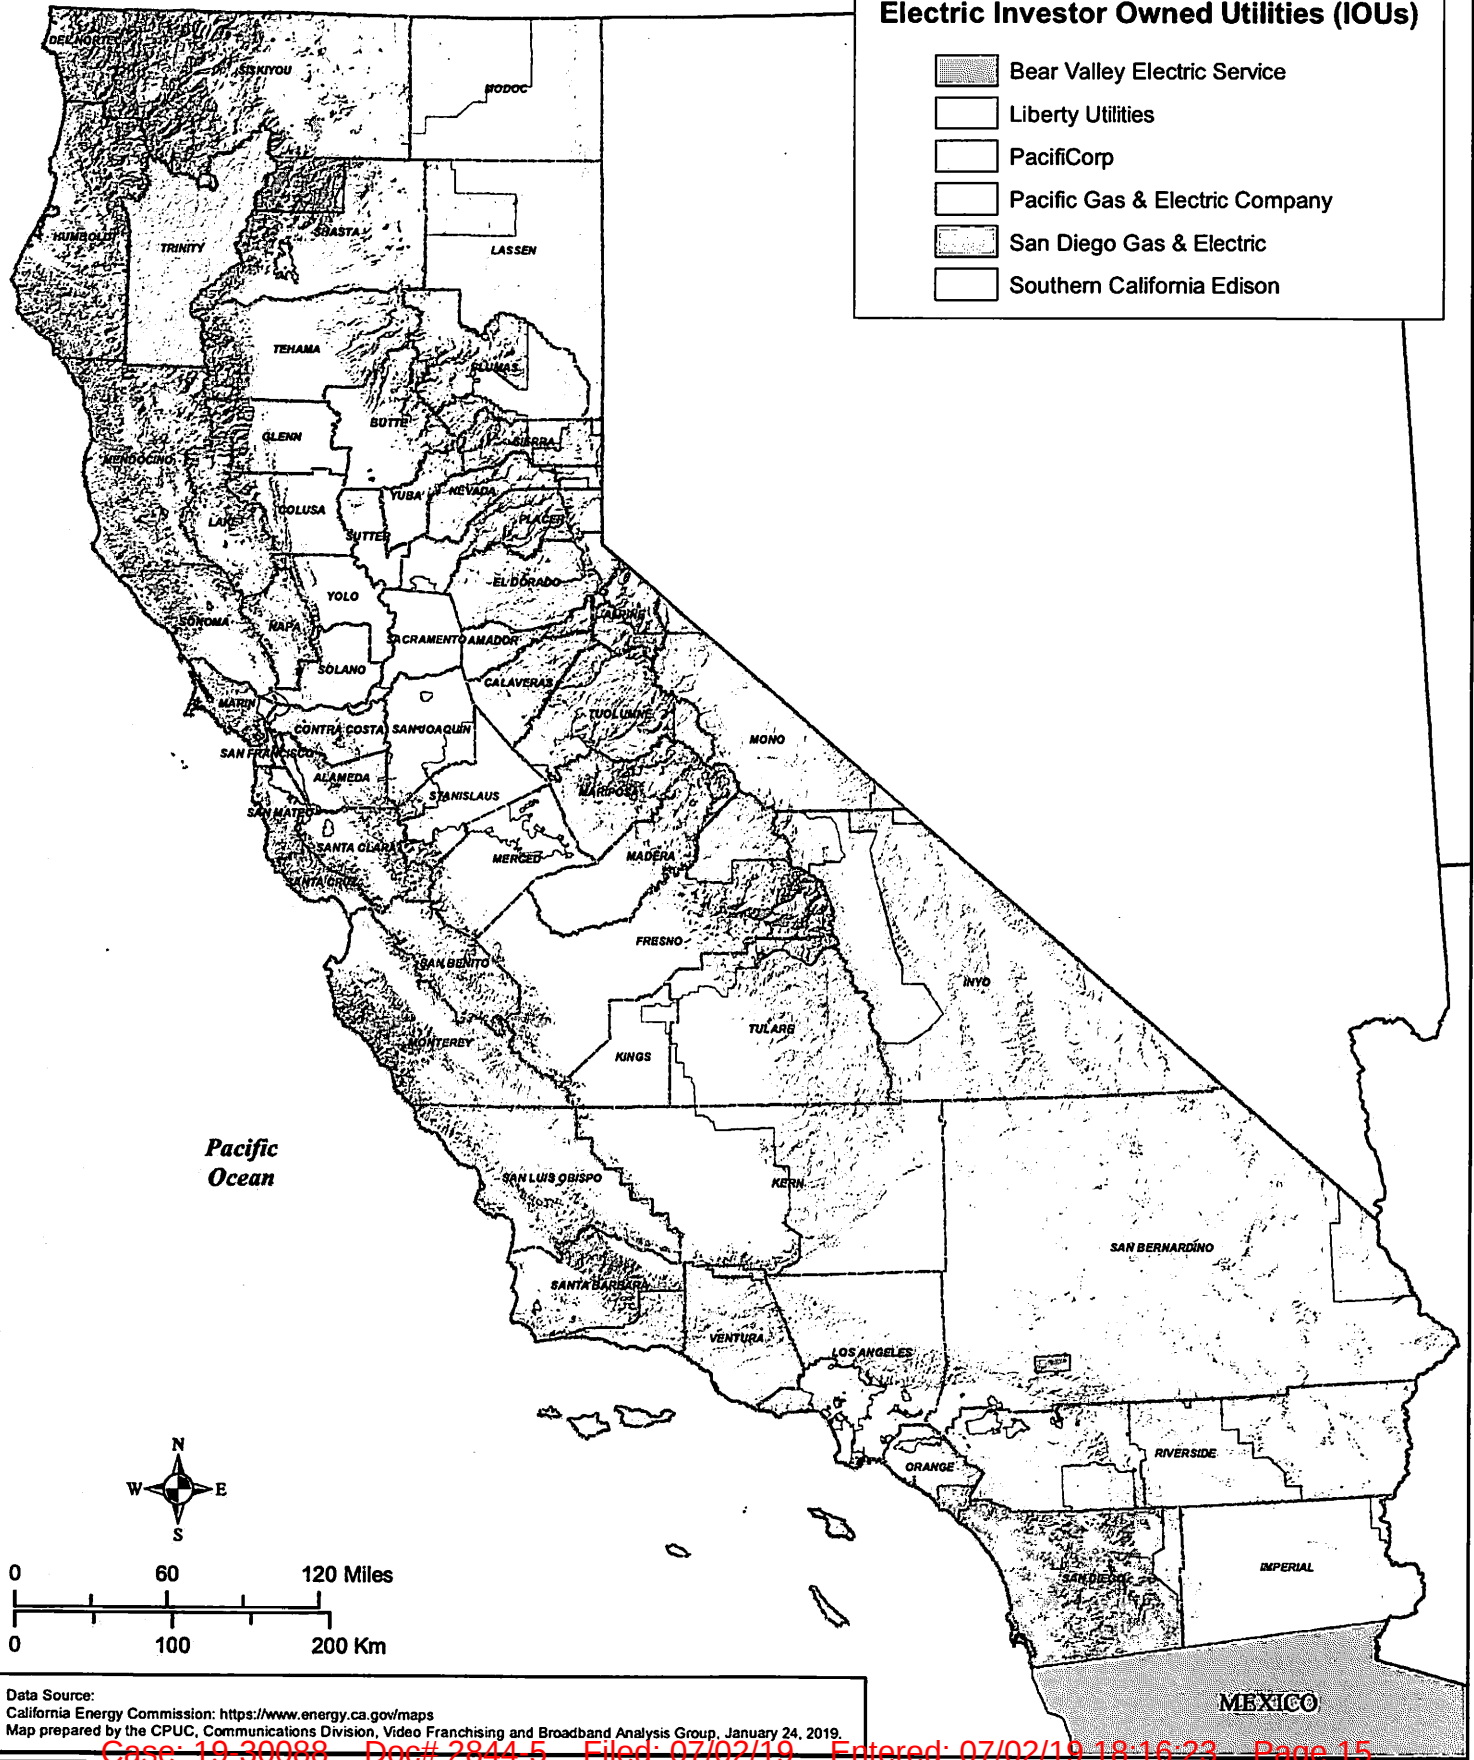 Electric Investor Owned Utilities (IOUs)
Bear Valley Electric Service
Liberty Utilities
PacifiCorp
Pacific Gas & Electric Company
San Diego Gas & Electric
Southern California Edison
DEL NORTE
SISKIYOU
MODOC
HUMBOLDT
TRINITY
SHASTA
LASSEN
TEHAMA
PLUMAS
BUTTE
GLENN
SIERRA
MENDOCINO
YUBA
NEVADA
COLUSA
LAKE
PLACER
SUTTER
EL DORADO
YOLO
ALPINE
SONOMA
NAPA
SACRAMENTO
AMADOR
SOLANO
CALAVERAS
MARIN
TUOLUMNE
CONTRA COSTA
SAN JOAQUIN
MONO
SAN FRANCISCO
ALAMEDA
MARIPOSA
STANISLAUS
SAN MATEO
SANTA CLARA
MERCED
MADERA
SANTA CRUZ
FRESNO
SAN BENITO
INYO
TULARE
MONTEREY
KINGS
Pacific
Ocean
SAN LUIS OBISPO
KERN
SAN BERNARDINO
SANTA BARBARA
VENTURA
LOS ANGELES
RIVERSIDE
ORANGE
N
W E
S
IMPERIAL
SAN DIEGO
0 60 120 Miles
0 100 200 Km
MEXICO
Data Source:
California Energy Commission: https://www.energy.ca.gov/maps
Map prepared by the CPUC, Communications Division, Video Franchising and Broadband Analysis Group, January 24, 2019.
Case: 19-30088 Doc# 2844-5 Filed: 07/02/19 Entered: 07/02/19 18:16:23 Page 15